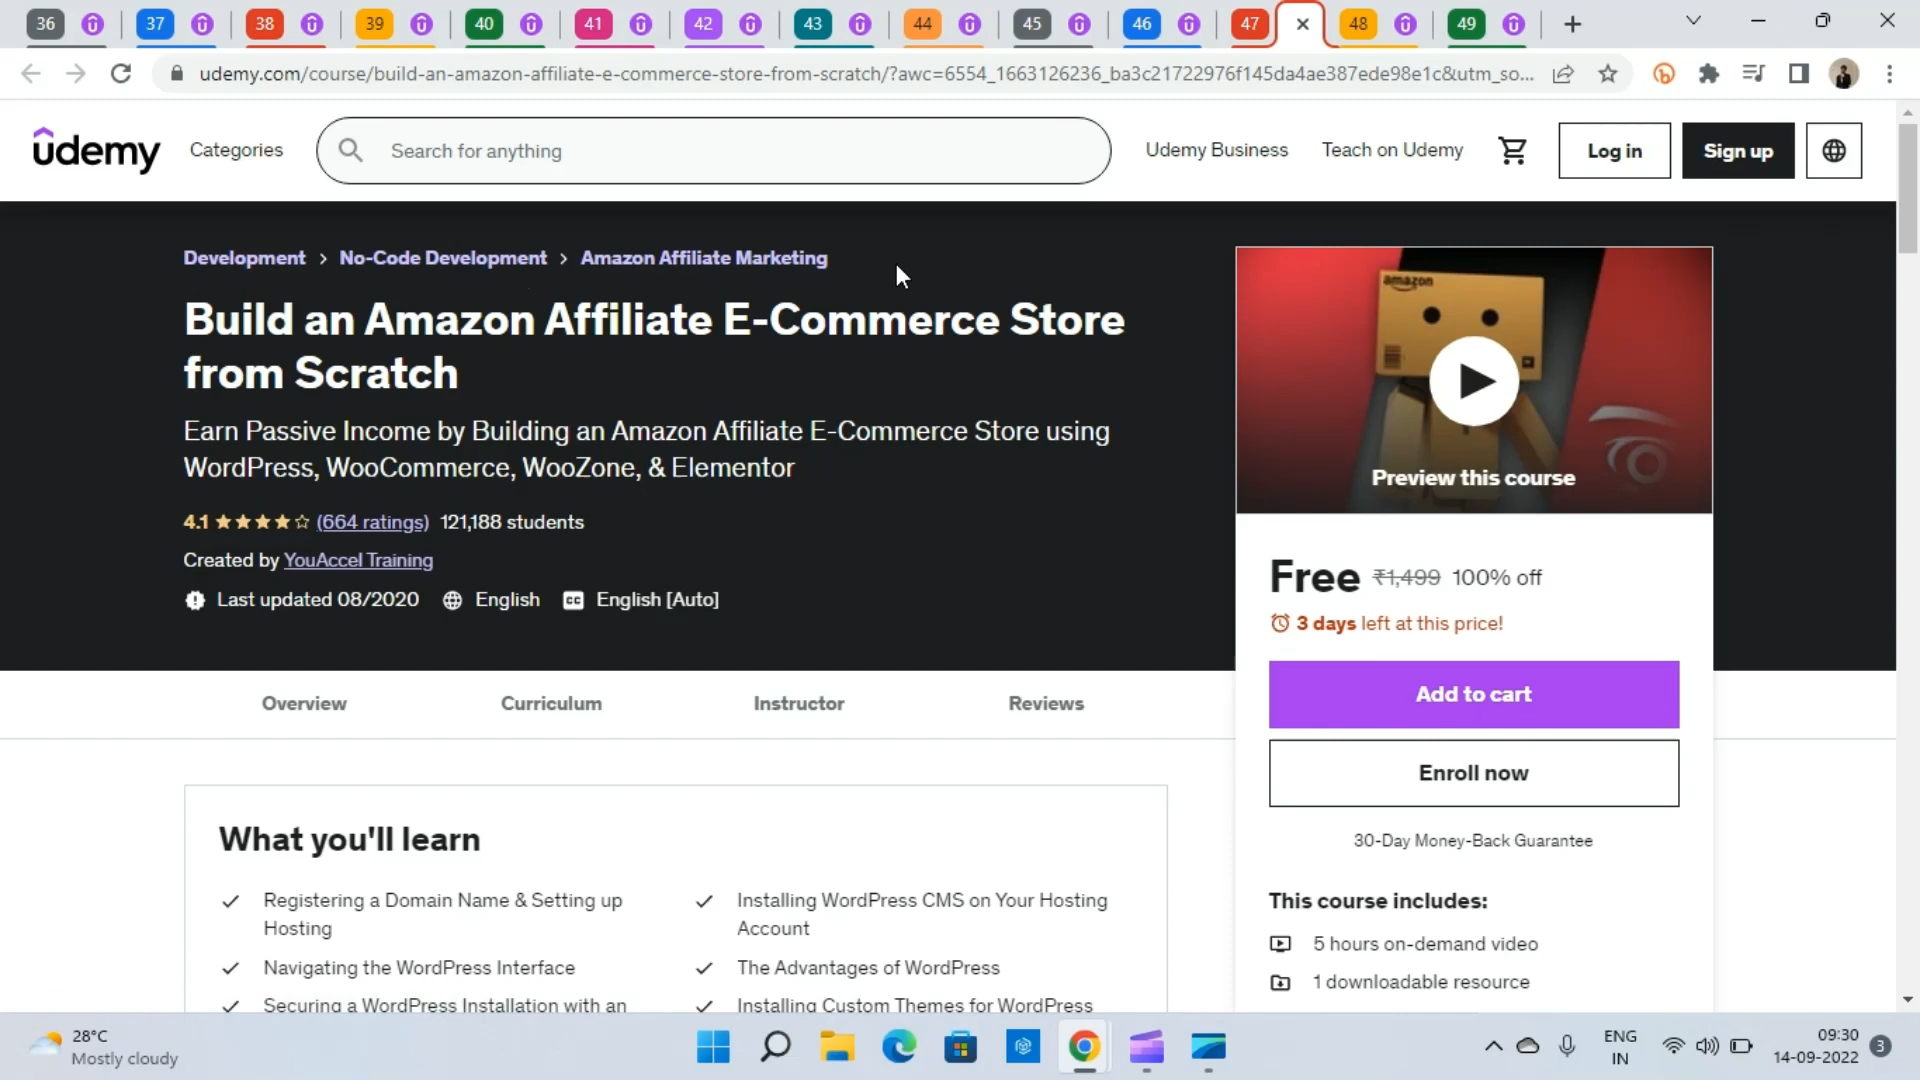 36 37 38 39 40 41 42 43 44 45 46 47 48 49
udemy.com/course/build-an-amazon-affiliate-e-commerce-store-from-scratch/?awc=6554_1663126236_ba3c21722976f145da4ae387ede98e1c&utm_so...
udemy Categories Search for anything Udemy Business Teach on Udemy Log in Sign up
Development > No-Code Development > Amazon Affiliate Marketing
Build an Amazon Affiliate E-Commerce Store
from Scratch
Earn Passive Income by Building an Amazon Affiliate E-Commerce Store using
WordPress, WooCommerce, WooZone, & Elementor
4.1 (664 ratings) 121,188 students
Created by YouAccel Training
Last updated 08/2020 English CC English [Auto]
amazon
Preview this course
Free ₹1,499 100% off
3 days left at this price!
Add to cart
Enroll now
30-Day Money-Back Guarantee
This course includes:
5 hours on-demand video
1 downloadable resource
Overview Curriculum Instructor Reviews
What you'll learn
Registering a Domain Name & Setting up
Hosting
Navigating the WordPress Interface
Securing a WordPress Installation with an
Installing WordPress CMS on Your Hosting
Account
The Advantages of WordPress
Installing Custom Themes for WordPress
28°C
Mostly cloudy
ENG
IN
09:30
14-09-2022
3